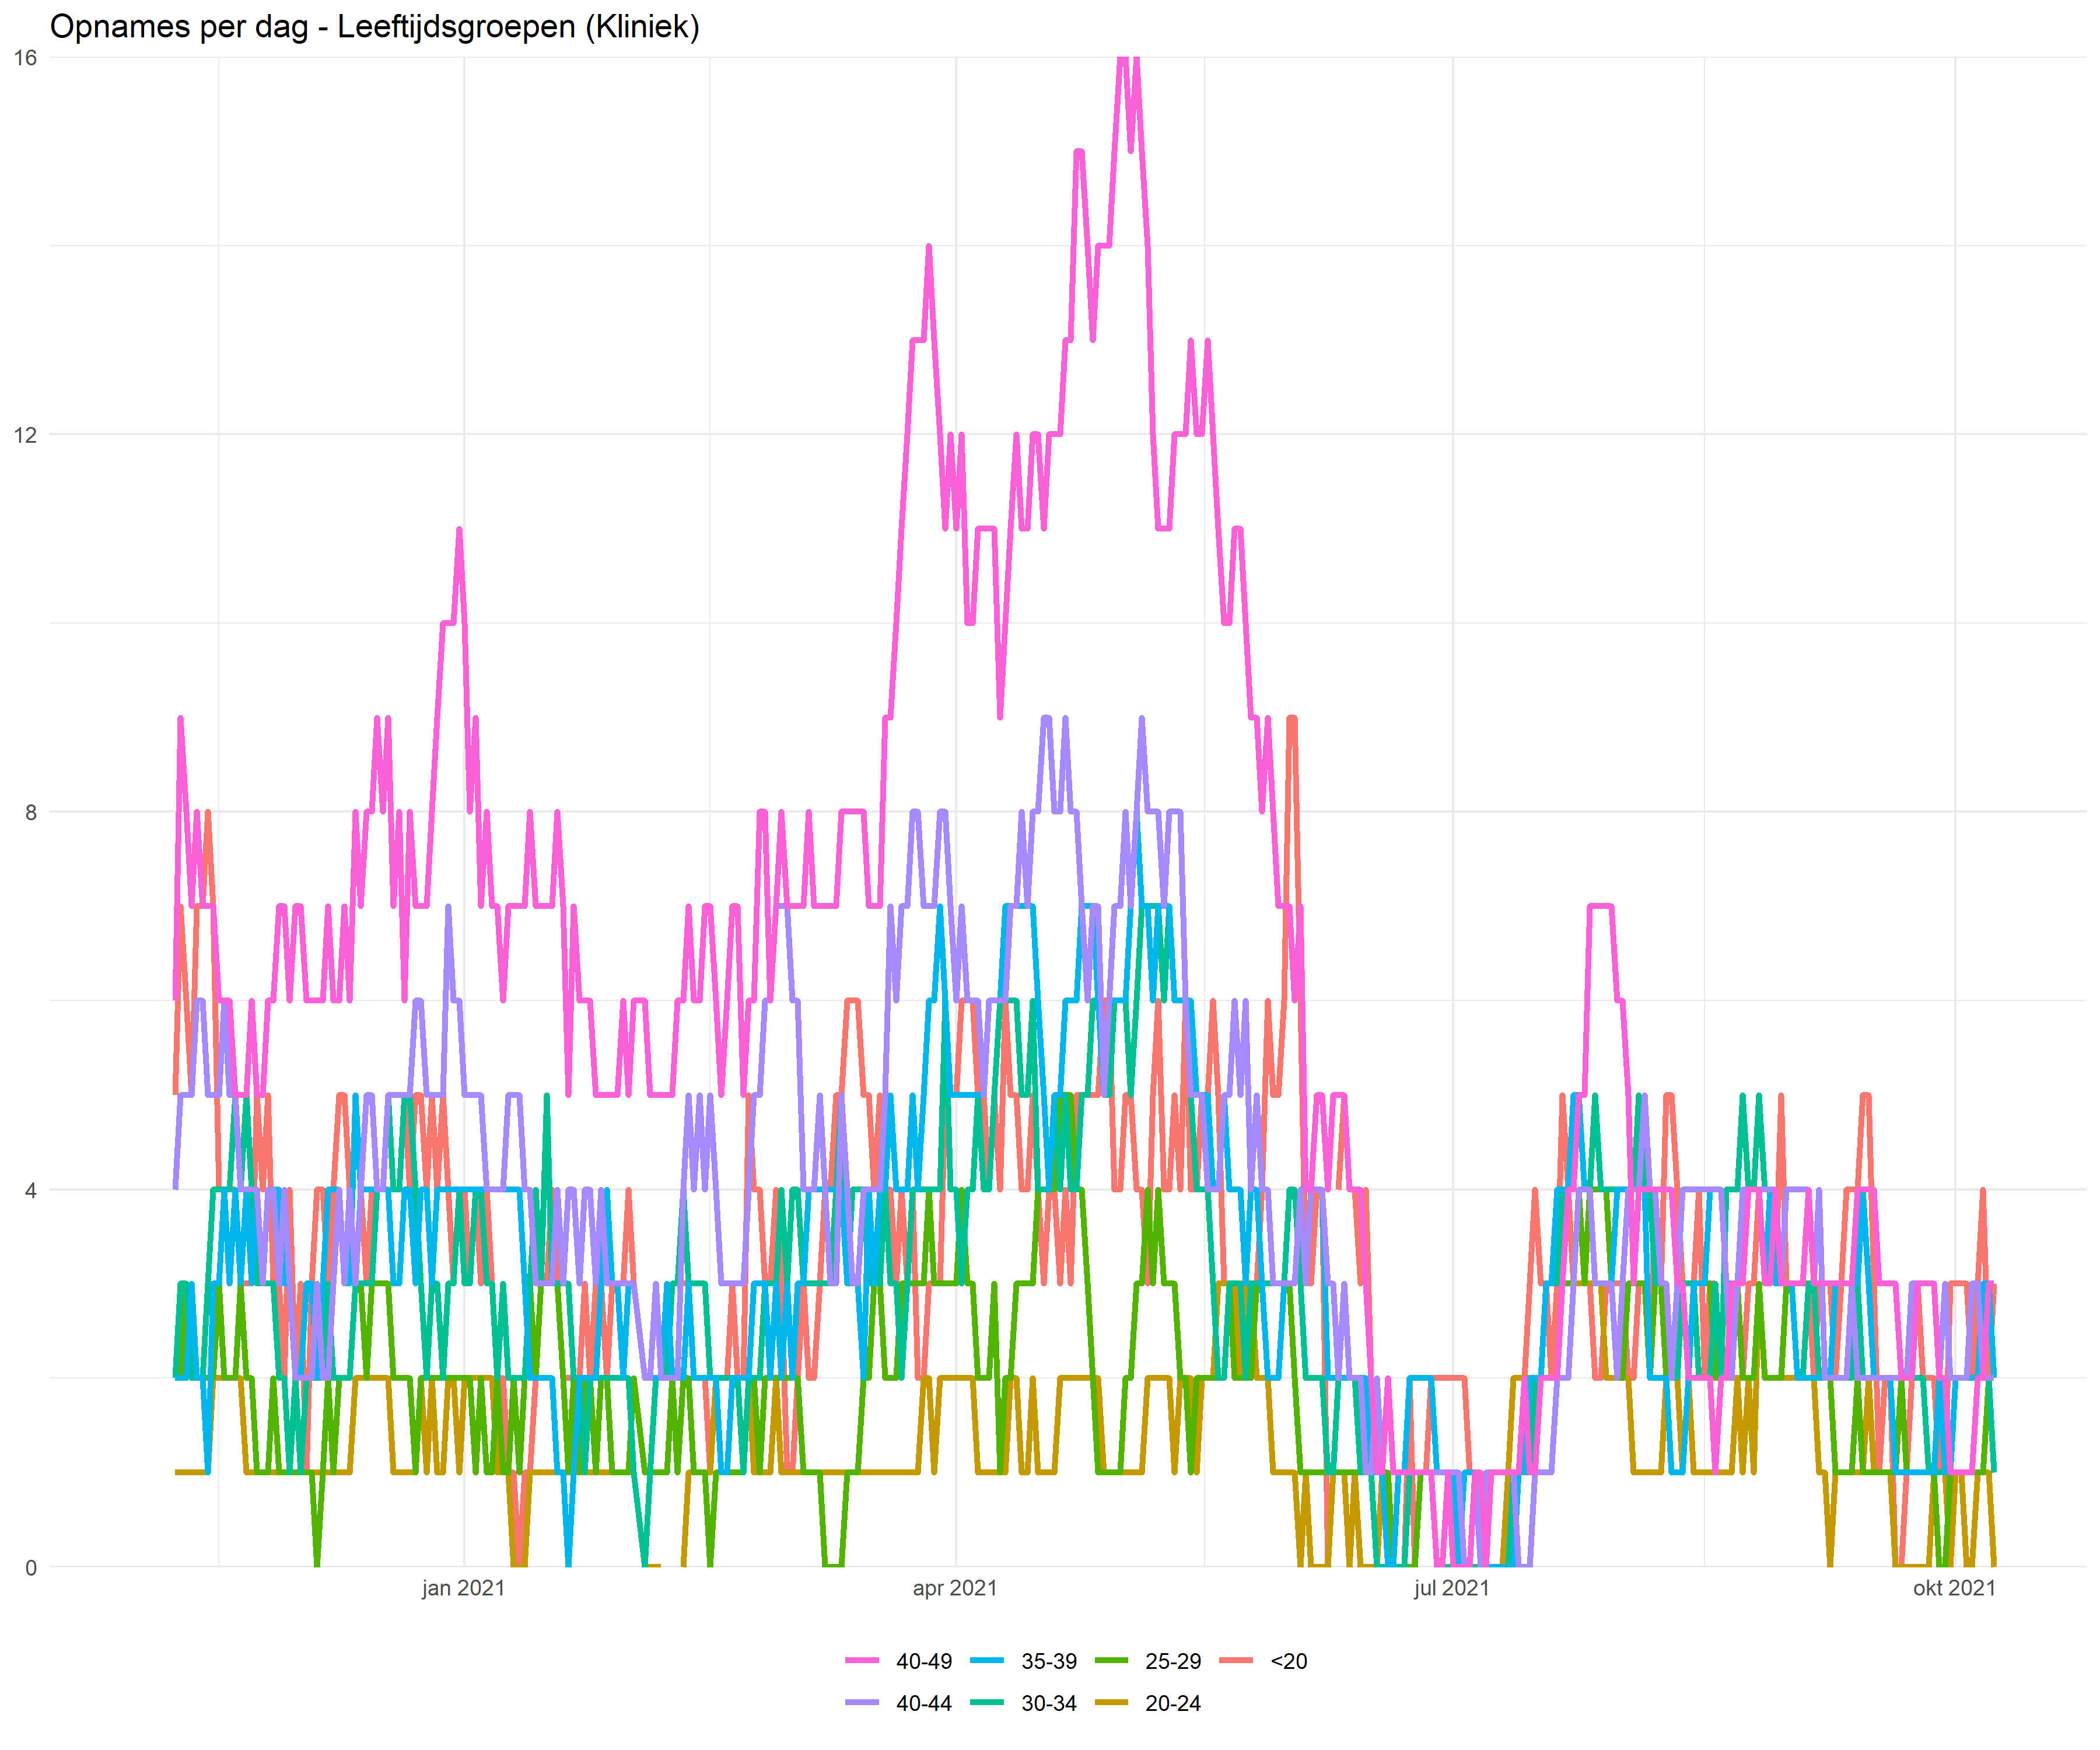 Opnames per dag - Leeftijdsgroepen (Kliniek)
16
12
8
4
0
jan 2021 apr 2021 jul 2021 okt 2021
40-49 35-39 25-29 <20
40-44 30-34 20-24